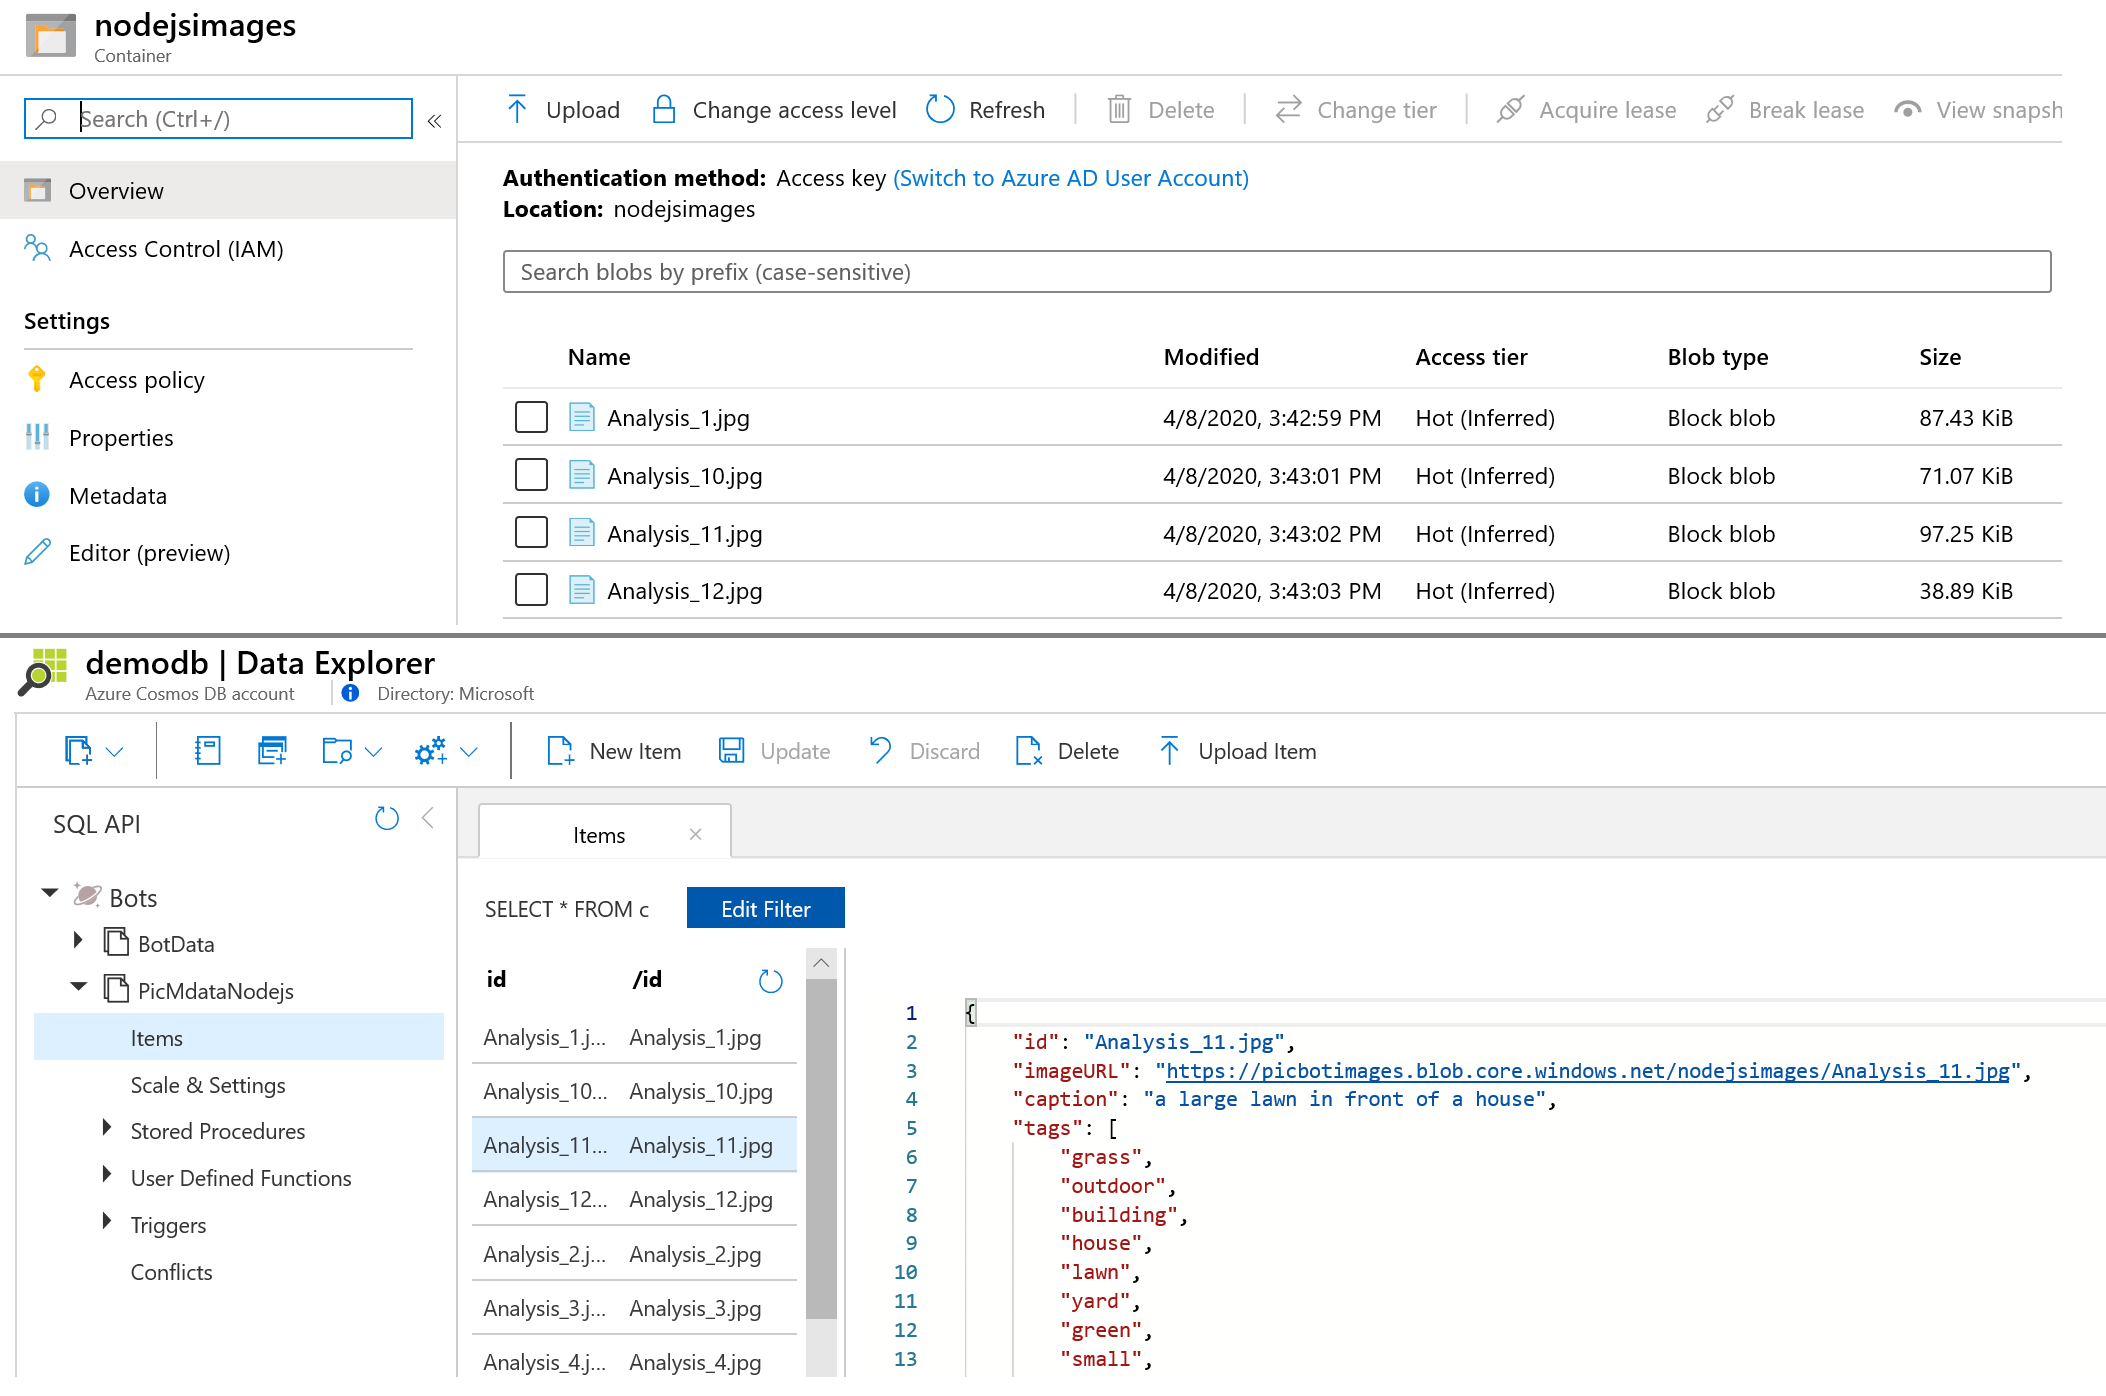 nodejsimages
Container
Search (Ctrl+/)
«
Overview
Access Control (IAM)
Settings
Access policy
Properties
Metadata
Editor (preview)
Upload Change access level Refresh Delete Change tier Acquire lease Break lease View snapsh
Authentication method: Access key (Switch to Azure AD User Account)
Location: nodejsimages
Search blobs by prefix (case-sensitive)
Name Modified Access tier Blob type Size
Analysis_1.jpg 4/8/2020, 3:42:59 PM Hot (Inferred) Block blob 87.43 KiB
Analysis_10.jpg 4/8/2020, 3:43:01 PM Hot (Inferred) Block blob 71.07 KiB
Analysis_11.jpg 4/8/2020, 3:43:02 PM Hot (Inferred) Block blob 97.25 KiB
Analysis_12.jpg 4/8/2020, 3:43:03 PM Hot (Inferred) Block blob 38.89 KiB
demodb | Data Explorer
Azure Cosmos DB account Directory: Microsoft
New Item Update Discard Delete Upload Item
SQL API
Bots
BotData
PicMdataNodejs
Items
Scale & Settings
Stored Procedures
User Defined Functions
Triggers
Conflicts
Items
SELECT * FROM c Edit Filter
id /id
Analysis_1.j... Analysis_1.jpg
Analysis_10... Analysis_10.jpg
Analysis_11... Analysis_11.jpg
Analysis_12... Analysis_12.jpg
Analysis_2.j... Analysis_2.jpg
Analysis_3.j... Analysis_3.jpg
Analysis_4.j... Analysis_4.jpg
1 {
2 "id": "Analysis_11.jpg",
3 "imageURL": "https://picbotimages.blob.core.windows.net/nodejsimages/Analysis_11.jpg",
4 "caption": "a large lawn in front of a house",
5 "tags": [
6 "grass",
7 "outdoor",
8 "building",
9 "house",
10 "lawn",
11 "yard",
12 "green",
13 "small",